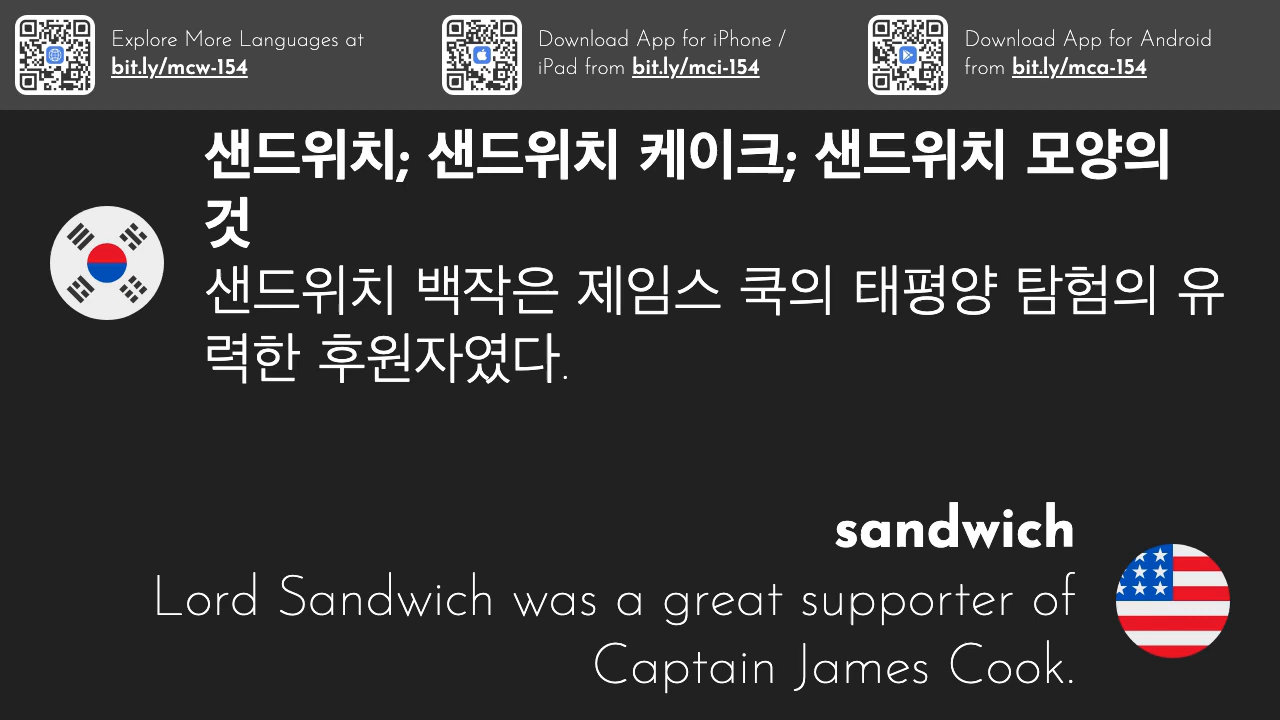 Explore More Languages at
bit.ly/mcw-154
Download App for iPhone /
iPad from bit.ly/mci-154
Download App for Android
from bit.ly/mca-154
샌드위치; 샌드위치 케이크; 샌드위치 모양의
것
샌드위치 백작은 제임스 쿡의 태평양 탐험의 유
력한 후원자였다.
sandwich
Lord Sandwich was a great supporter of
Captain James Cook.